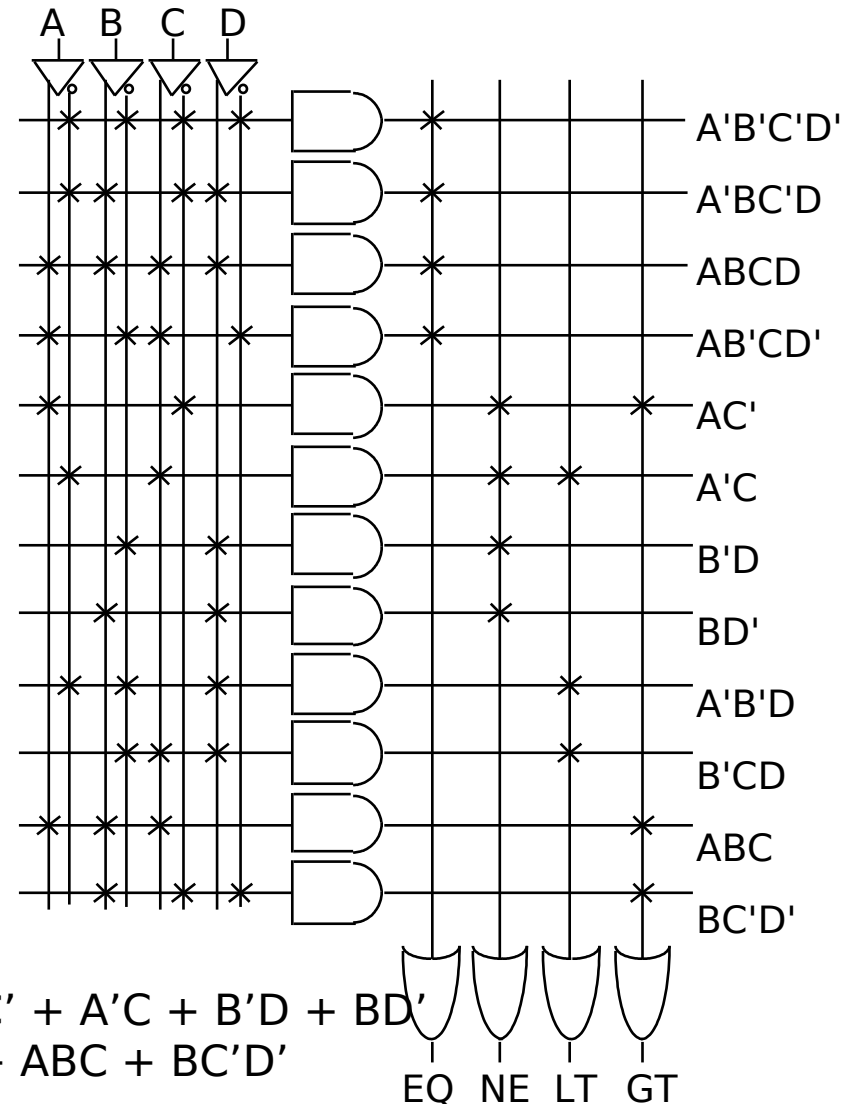 A B C D
A'B'C'D'
A'BC'D
ABCD
AB'CD'
AC'
A'C
B'D
BD'
A'B'D
B'CD
ABC
BC'D'
’ + A’C + B’D + BD’
ABC + BC’D’
EQ NE LT GT